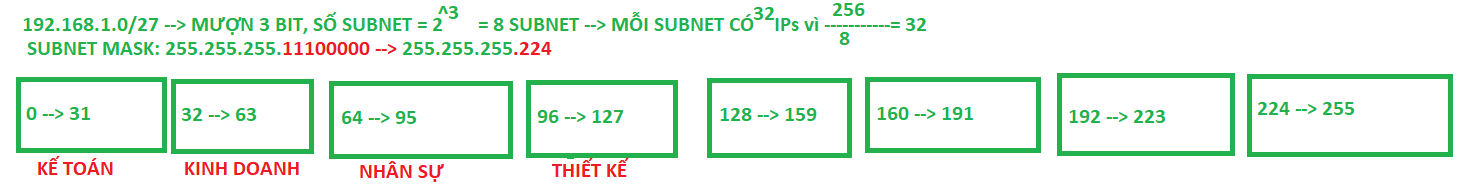 192.168.1.0/27 --> MƯỢN 3 BIT, SỐ SUBNET = 2^3 = 8 SUBNET --> MỖI SUBNET CÓ 32 IPs vì 256 ------------ = 32
8
SUBNET MASK: 255.255.255.11100000 --> 255.255.255.224
0 --> 31
32 --> 63
64 --> 95
96 --> 127
128 --> 159
160 --> 191
192 --> 223
224 --> 255
KẾ TOÁN
KINH DOANH
NHÂN SỰ
THIẾT KẾ